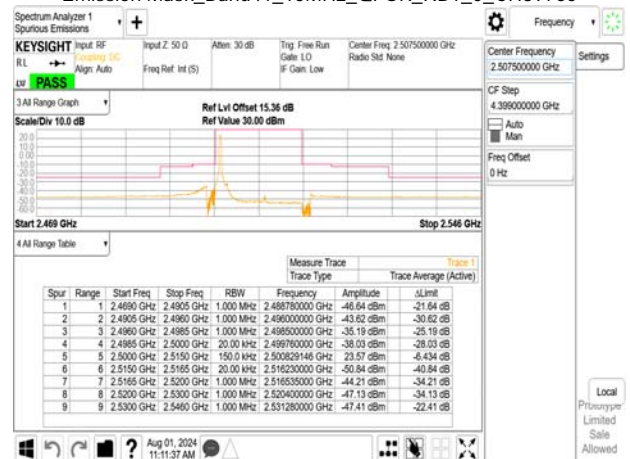 Spectrum Analyzer 1
Spurious Emissions
Frequency
KEYSIGHT
Input: RF
Coupling: DC
Align: Auto
Input Z: 50 Ω
Freq Ref: Int (S)
Atten: 30 dB
Trig: Free Run
Gate: LO
IF Gain: Low
Center Freq: 2.507500000 GHz
Radio Std: None
RL
PASS
Center Frequency
2.507500000 GHz
Settings
CF Step
4.399000000 GHz
Auto
Man
Freq Offset
0 Hz
3 All Range Graph
Scale/Div 10.0 dB
Ref Lvl Offset 15.36 dB
Ref Value 30.00 dBm
20.0
10.0
0.00
-10.0
-20.0
-30.0
-40.0
-50.0
-60.0
Start 2.469 GHz
Stop 2.546 GHz
4 All Range Table
Measure Trace Trace 1
Trace Type Trace Average (Active)
Spur Range Start Freq Stop Freq RBW Frequency Amplitude ΔLimit
1 1 2.4690 GHz 2.4905 GHz 1.000 MHz 2.488780000 GHz -46.64 dBm -21.64 dB
2 2 2.4905 GHz 2.4960 GHz 1.000 MHz 2.496000000 GHz -43.62 dBm -30.62 dB
3 3 2.4960 GHz 2.4985 GHz 1.000 MHz 2.498500000 GHz -35.19 dBm -25.19 dB
4 4 2.4985 GHz 2.5000 GHz 20.00 kHz 2.499760000 GHz -38.03 dBm -28.03 dB
5 5 2.5000 GHz 2.5150 GHz 150.0 kHz 2.500829146 GHz 23.57 dBm -6.434 dB
6 6 2.5150 GHz 2.5165 GHz 20.00 kHz 2.516230000 GHz -50.84 dBm -40.84 dB
7 7 2.5165 GHz 2.5200 GHz 1.000 MHz 2.516535000 GHz -44.21 dBm -34.21 dB
8 8 2.5200 GHz 2.5300 GHz 1.000 MHz 2.520400000 GHz -47.13 dBm -34.13 dB
9 9 2.5300 GHz 2.5460 GHz 1.000 MHz 2.531280000 GHz -47.41 dBm -22.41 dB
Local
Prototype
Limited
Sale
Allowed
Aug 01, 2024
11:11:37 AM